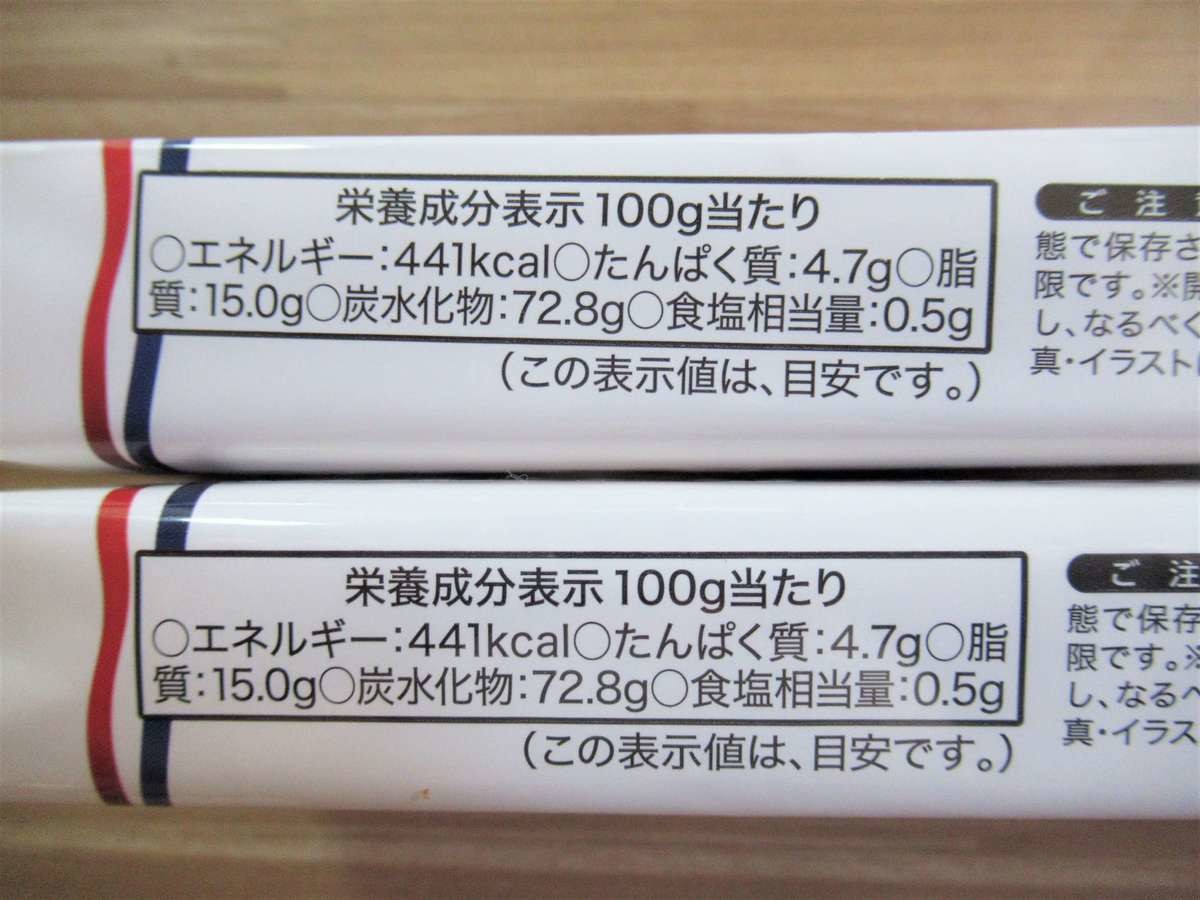 栄養成分表示100g当たり
○エネルギー:441kcal○たんぱく質:4.7g○脂
質:15.0g○炭水化物:72.8g○食塩相当量:0.5g
(この表示値は、目安です。)
ご注
態で保存さ
限です。※開
し、なるべく
真・イラスト
栄養成分表示100g当たり
○エネルギー:441kcal○たんぱく質:4.7g○脂
質:15.0g○炭水化物:72.8g○食塩相当量:0.5g
(この表示値は、目安です。)
ご注
態で保存
限です。※
し、なるべ
真・イラス